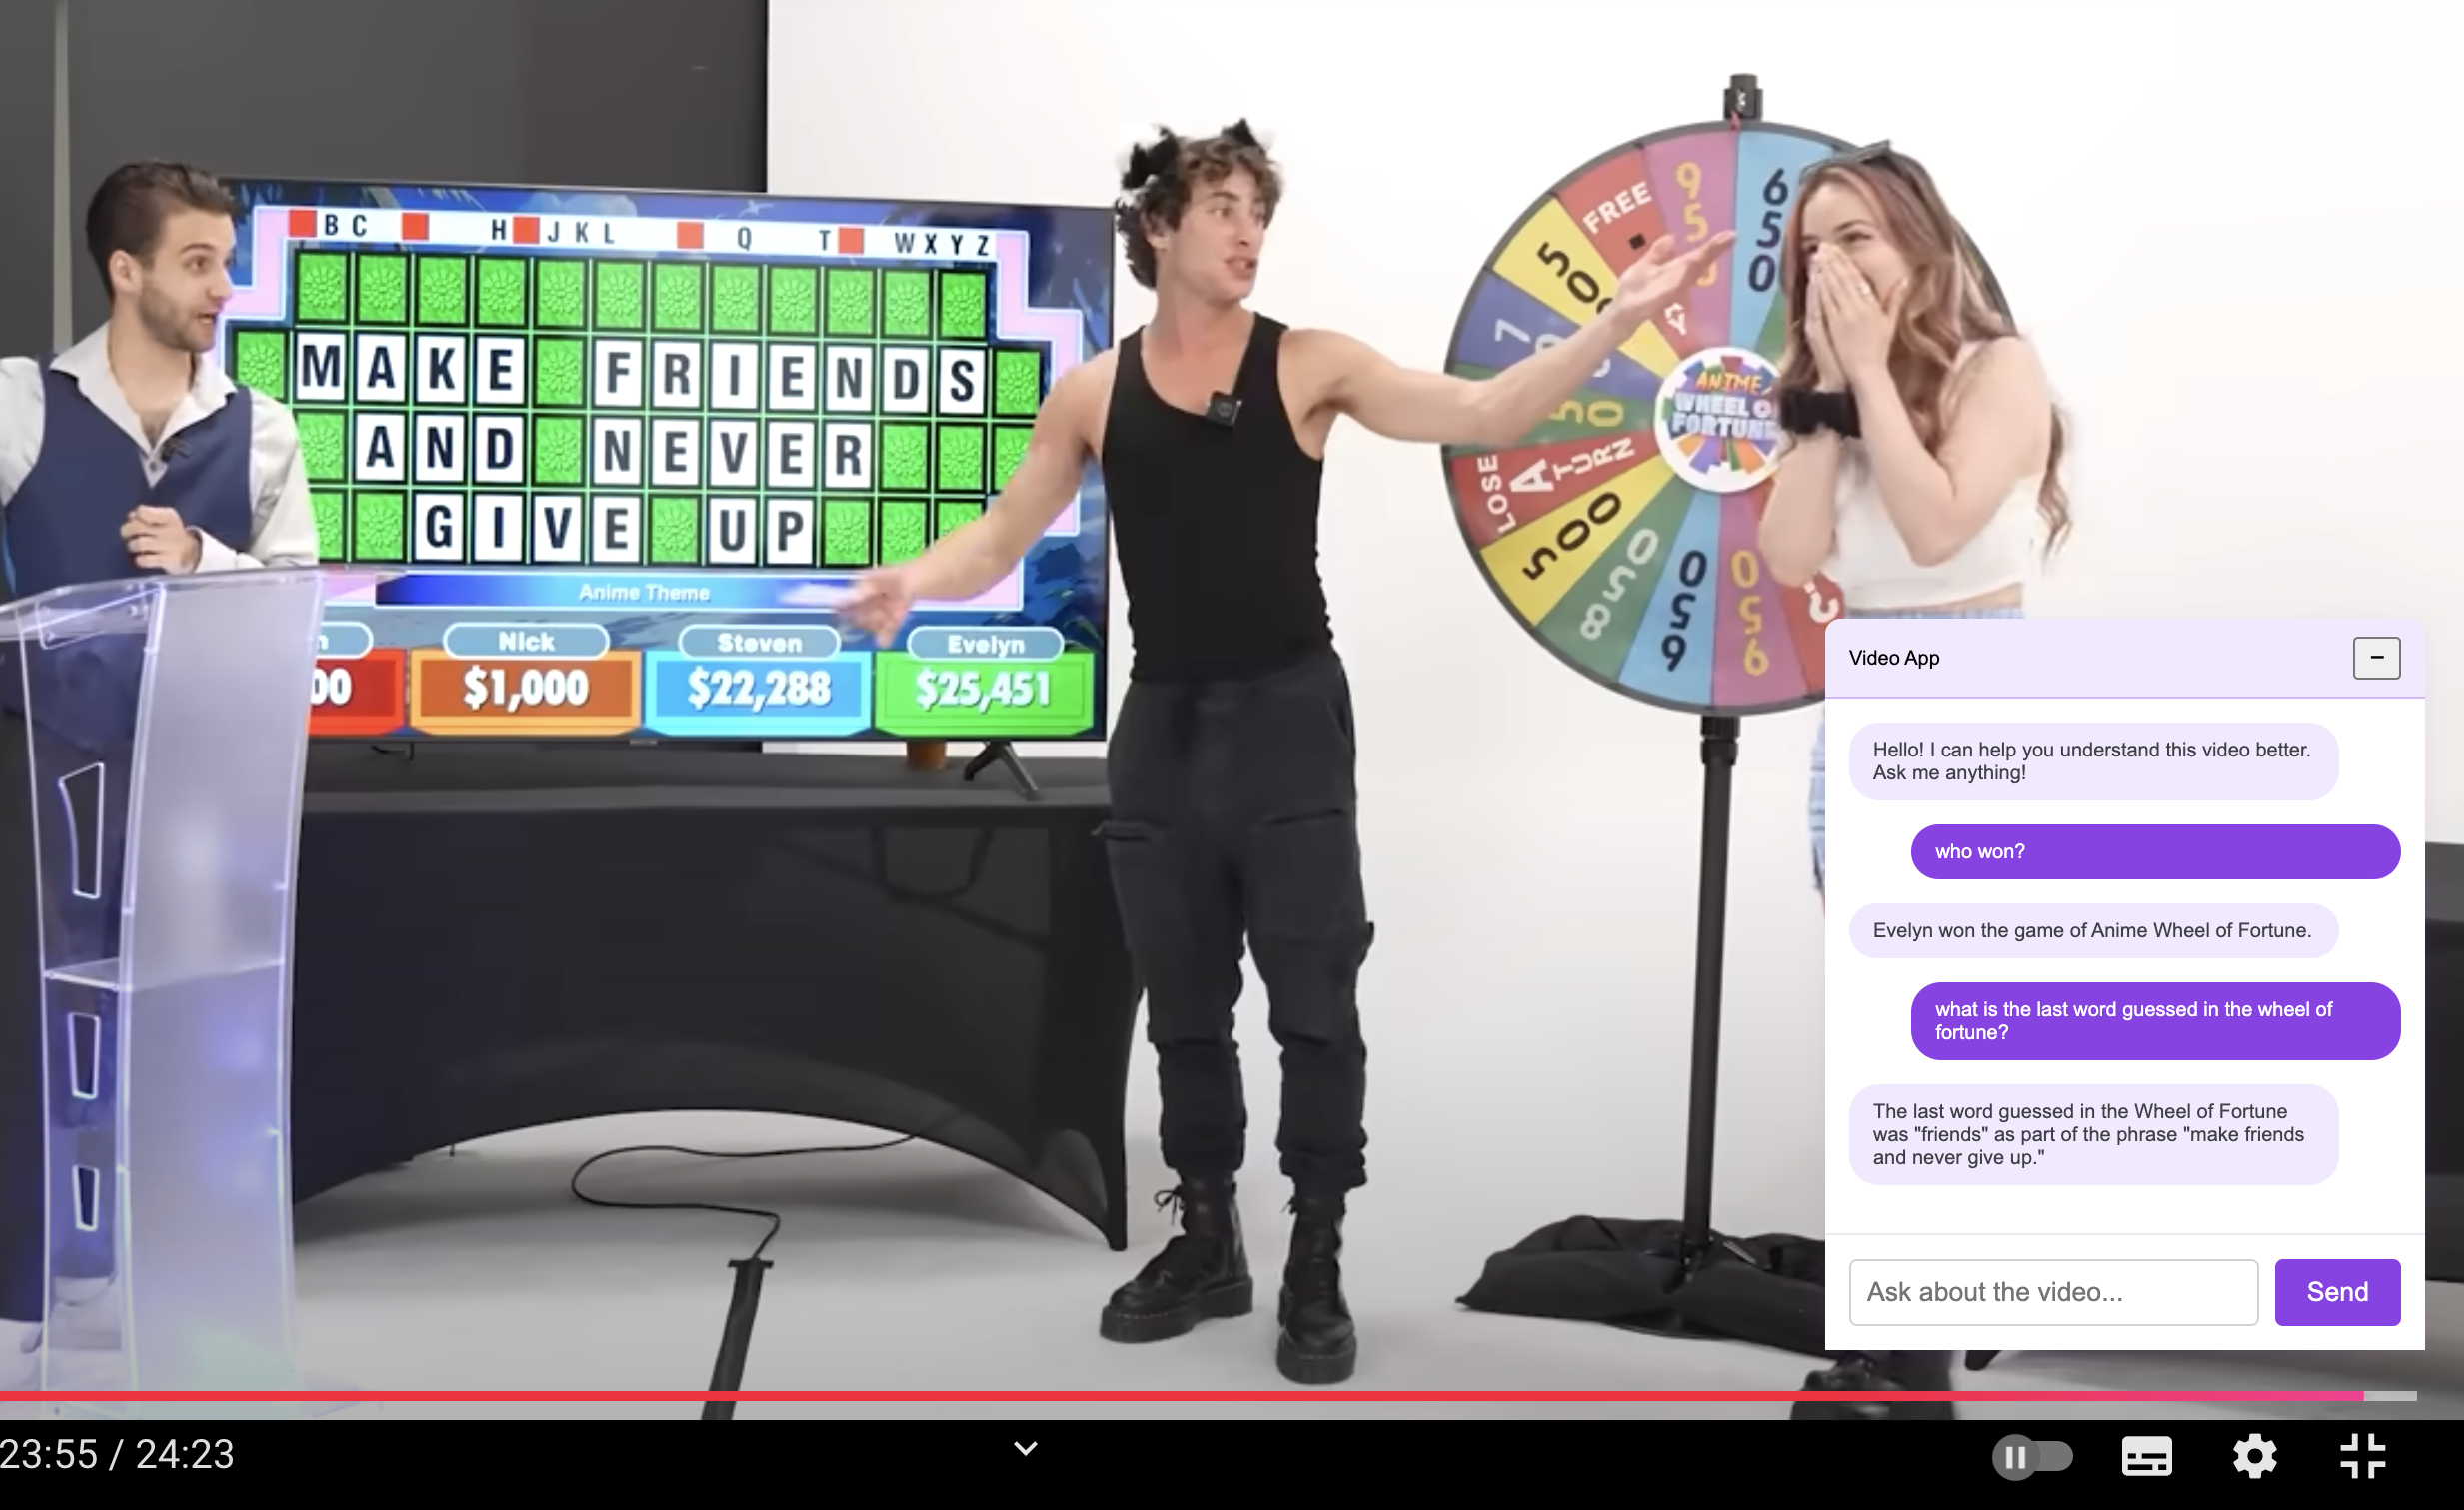 B C H J K L Q T W X Y Z
MAKE FRIENDS
AND NEVER
GIVE UP
Anime Theme
Nick
Steven
Evelyn
$1,000
$22,288
$25,451
FREE
650
500
LOSE
A
TURN
500
850
650
950
ANIME
WHEEL OF
FORTUNE
Video App
−
Hello! I can help you understand this video better.
Ask me anything!
who won?
Evelyn won the game of Anime Wheel of Fortune.
what is the last word guessed in the wheel of
fortune?
The last word guessed in the Wheel of Fortune
was "friends" as part of the phrase "make friends
and never give up."
Ask about the video...
Send
23:55 / 24:23